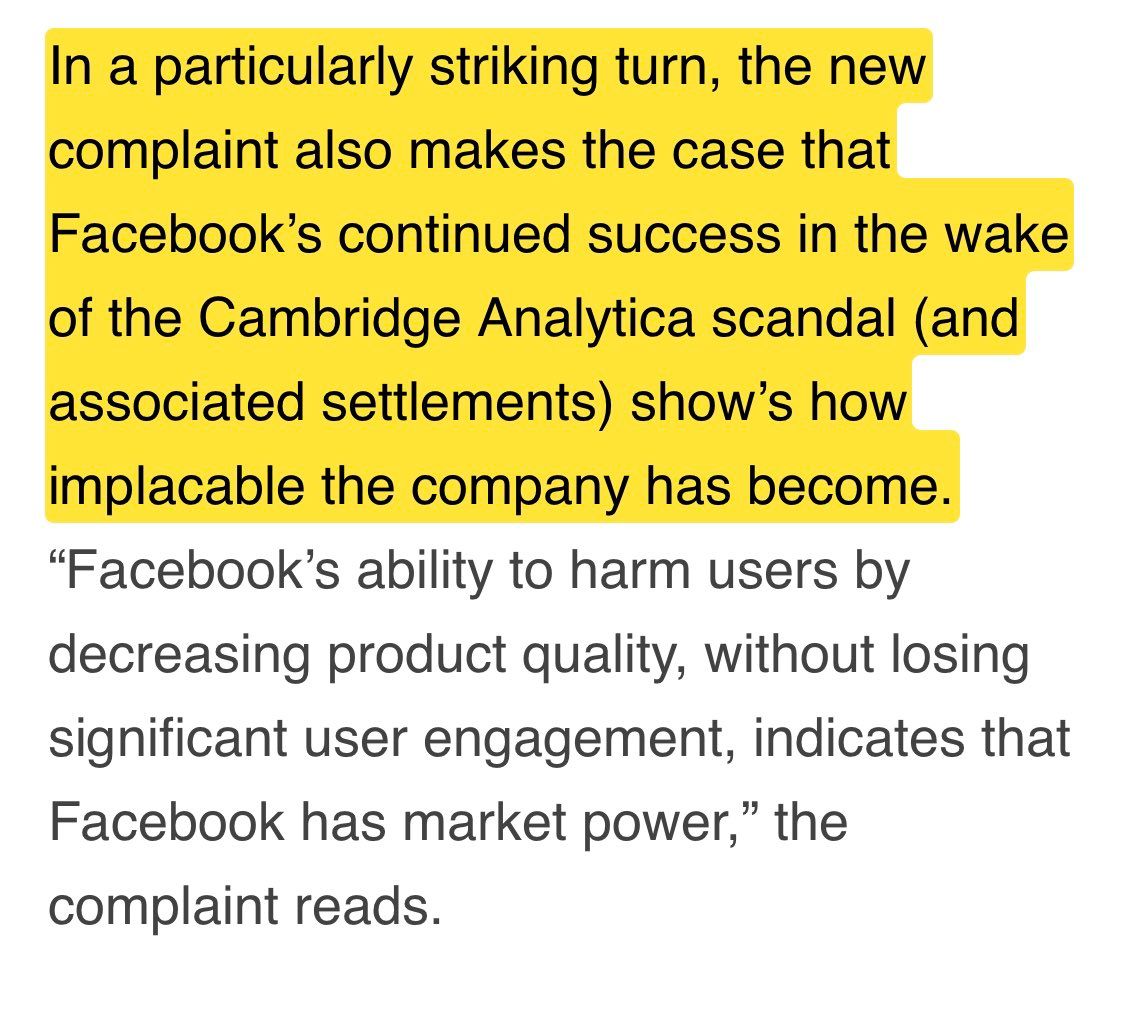 In a particularly striking turn, the new
complaint also makes the case that
Facebook’s continued success in the wake
of the Cambridge Analytica scandal (and
associated settlements) show’s how
implacable the company has become.
“Facebook’s ability to harm users by
decreasing product quality, without losing
significant user engagement, indicates that
Facebook has market power,” the
complaint reads.